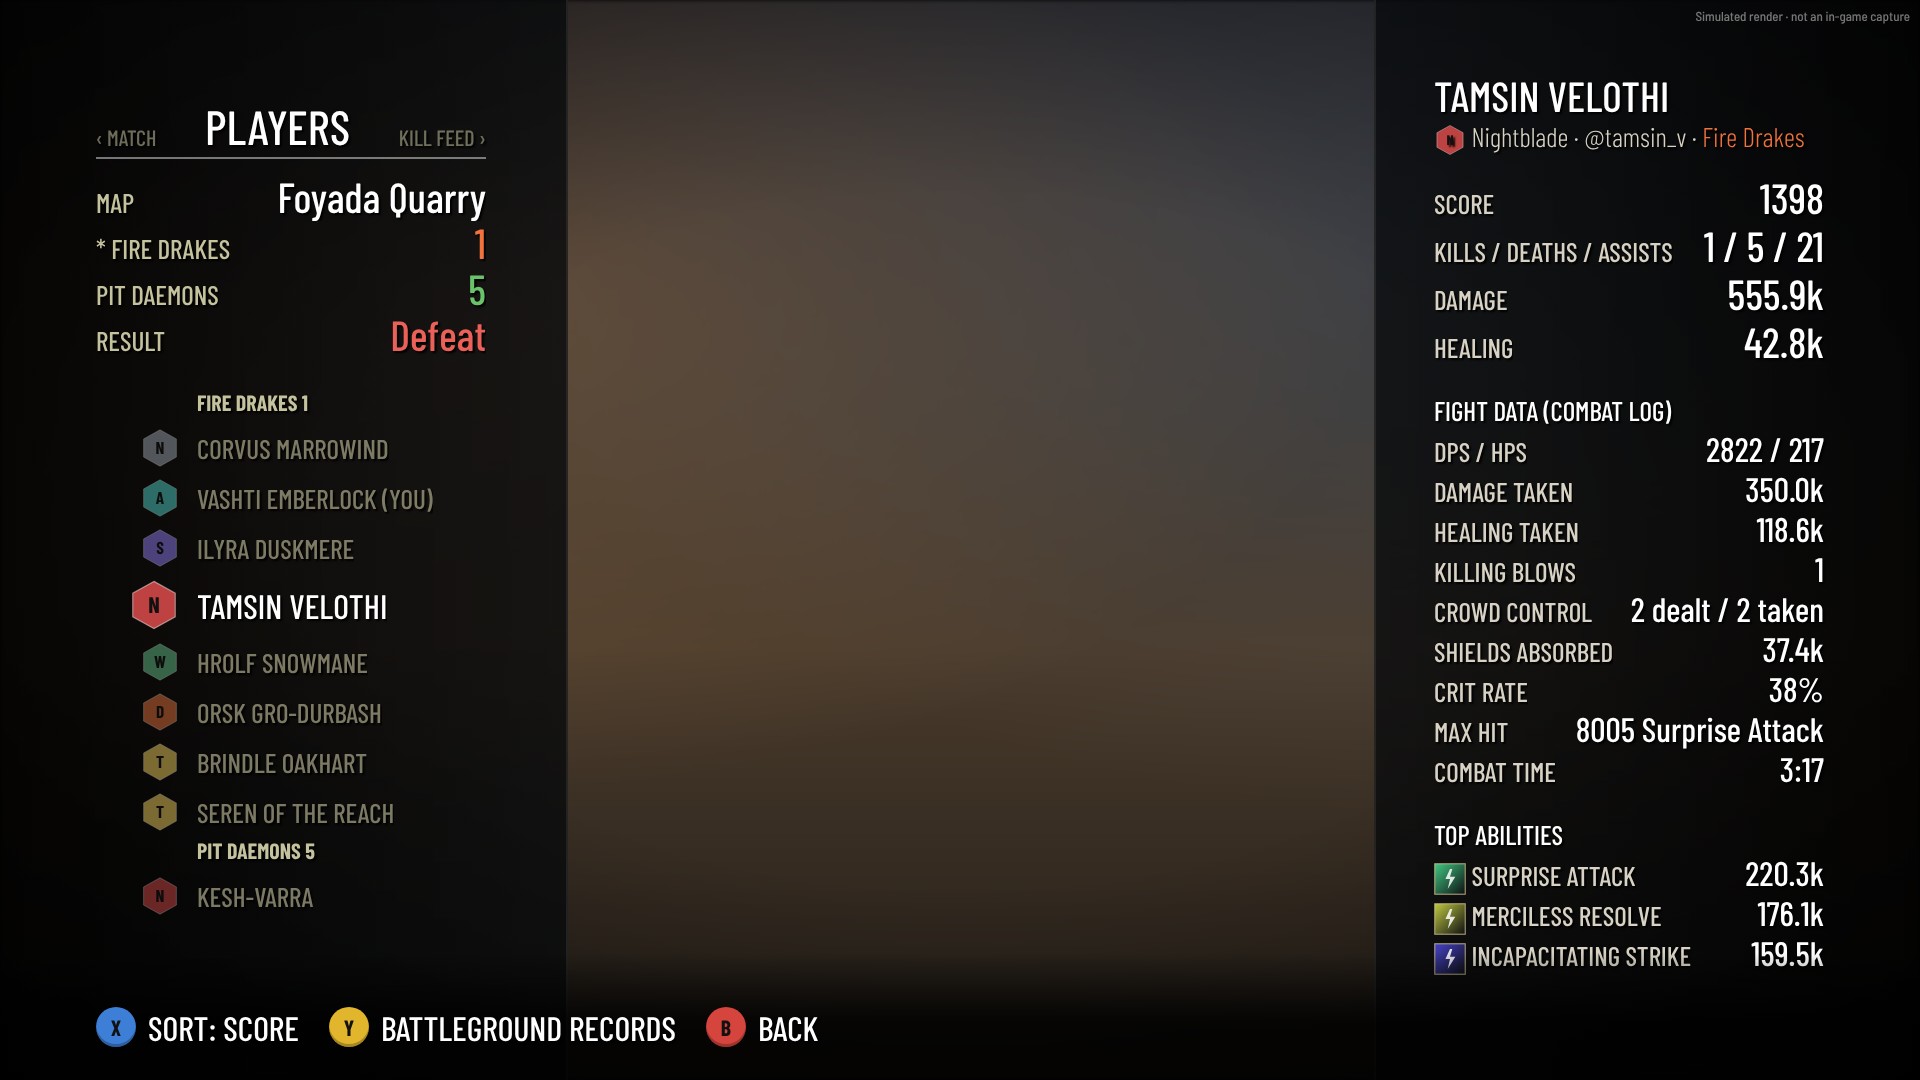 Simulated render · not an in-game capture
‹ MATCH PLAYERS KILL FEED ›
MAP Foyada Quarry
* FIRE DRAKES 1
PIT DAEMONS 5
RESULT Defeat
FIRE DRAKES 1
N CORVUS MARROWIND
A VASHTI EMBERLOCK (YOU)
S ILYRA DUSKMERE
N TAMSIN VELOTHI
W HROLF SNOWMANE
D ORSK GRO-DURBASH
T BRINDLE OAKHART
T SEREN OF THE REACH
PIT DAEMONS 5
N KESH-VARRA
TAMSIN VELOTHI
N Nightblade · @tamsin_v · Fire Drakes
SCORE 1398
KILLS / DEATHS / ASSISTS 1 / 5 / 21
DAMAGE 555.9k
HEALING 42.8k
FIGHT DATA (COMBAT LOG)
DPS / HPS 2822 / 217
DAMAGE TAKEN 350.0k
HEALING TAKEN 118.6k
KILLING BLOWS 1
CROWD CONTROL 2 dealt / 2 taken
SHIELDS ABSORBED 37.4k
CRIT RATE 38%
MAX HIT 8005 Surprise Attack
COMBAT TIME 3:17
TOP ABILITIES
SURPRISE ATTACK 220.3k
MERCILESS RESOLVE 176.1k
INCAPACITATING STRIKE 159.5k
X SORT: SCORE Y BATTLEGROUND RECORDS B BACK